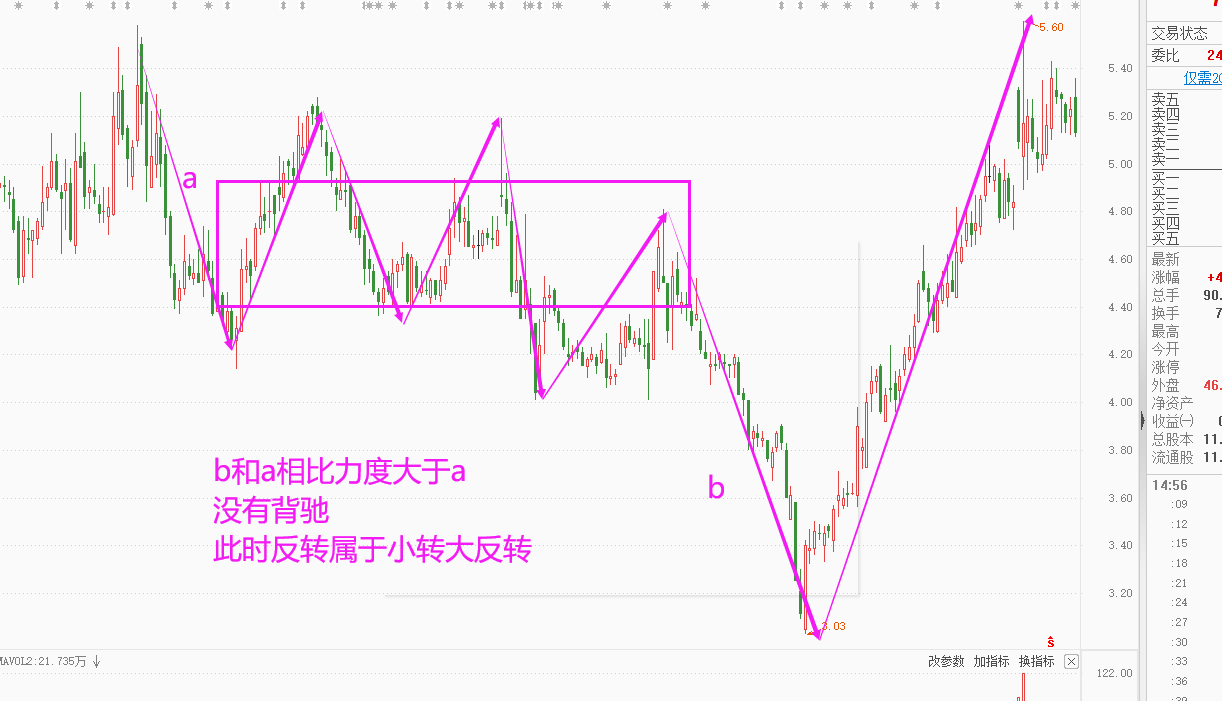 5.60
5.40
5.20
5.00
4.80
4.60
4.40
4.20
4.00
3.80
3.60
3.40
3.20
a
b和a相比力度大于a
没有背驰
此时反转属于小转大反转
b
3.03
S
MAVOL2:21.735万
改参数 加指标 换指标
122.00
交易状态
委比 24
仅需20
卖五
卖四
卖三
卖二
卖一
买一
买二
买三
买四
买五
最新
涨幅 +4
总手 90.
换手 7
最高
今开
涨停
外盘 46.
净资产
收益㈠ 0
总股本 11.
流通股 11.
14:56
:09
:12
:15
:18
:21
:24
:27
:30
:33
:36
:39